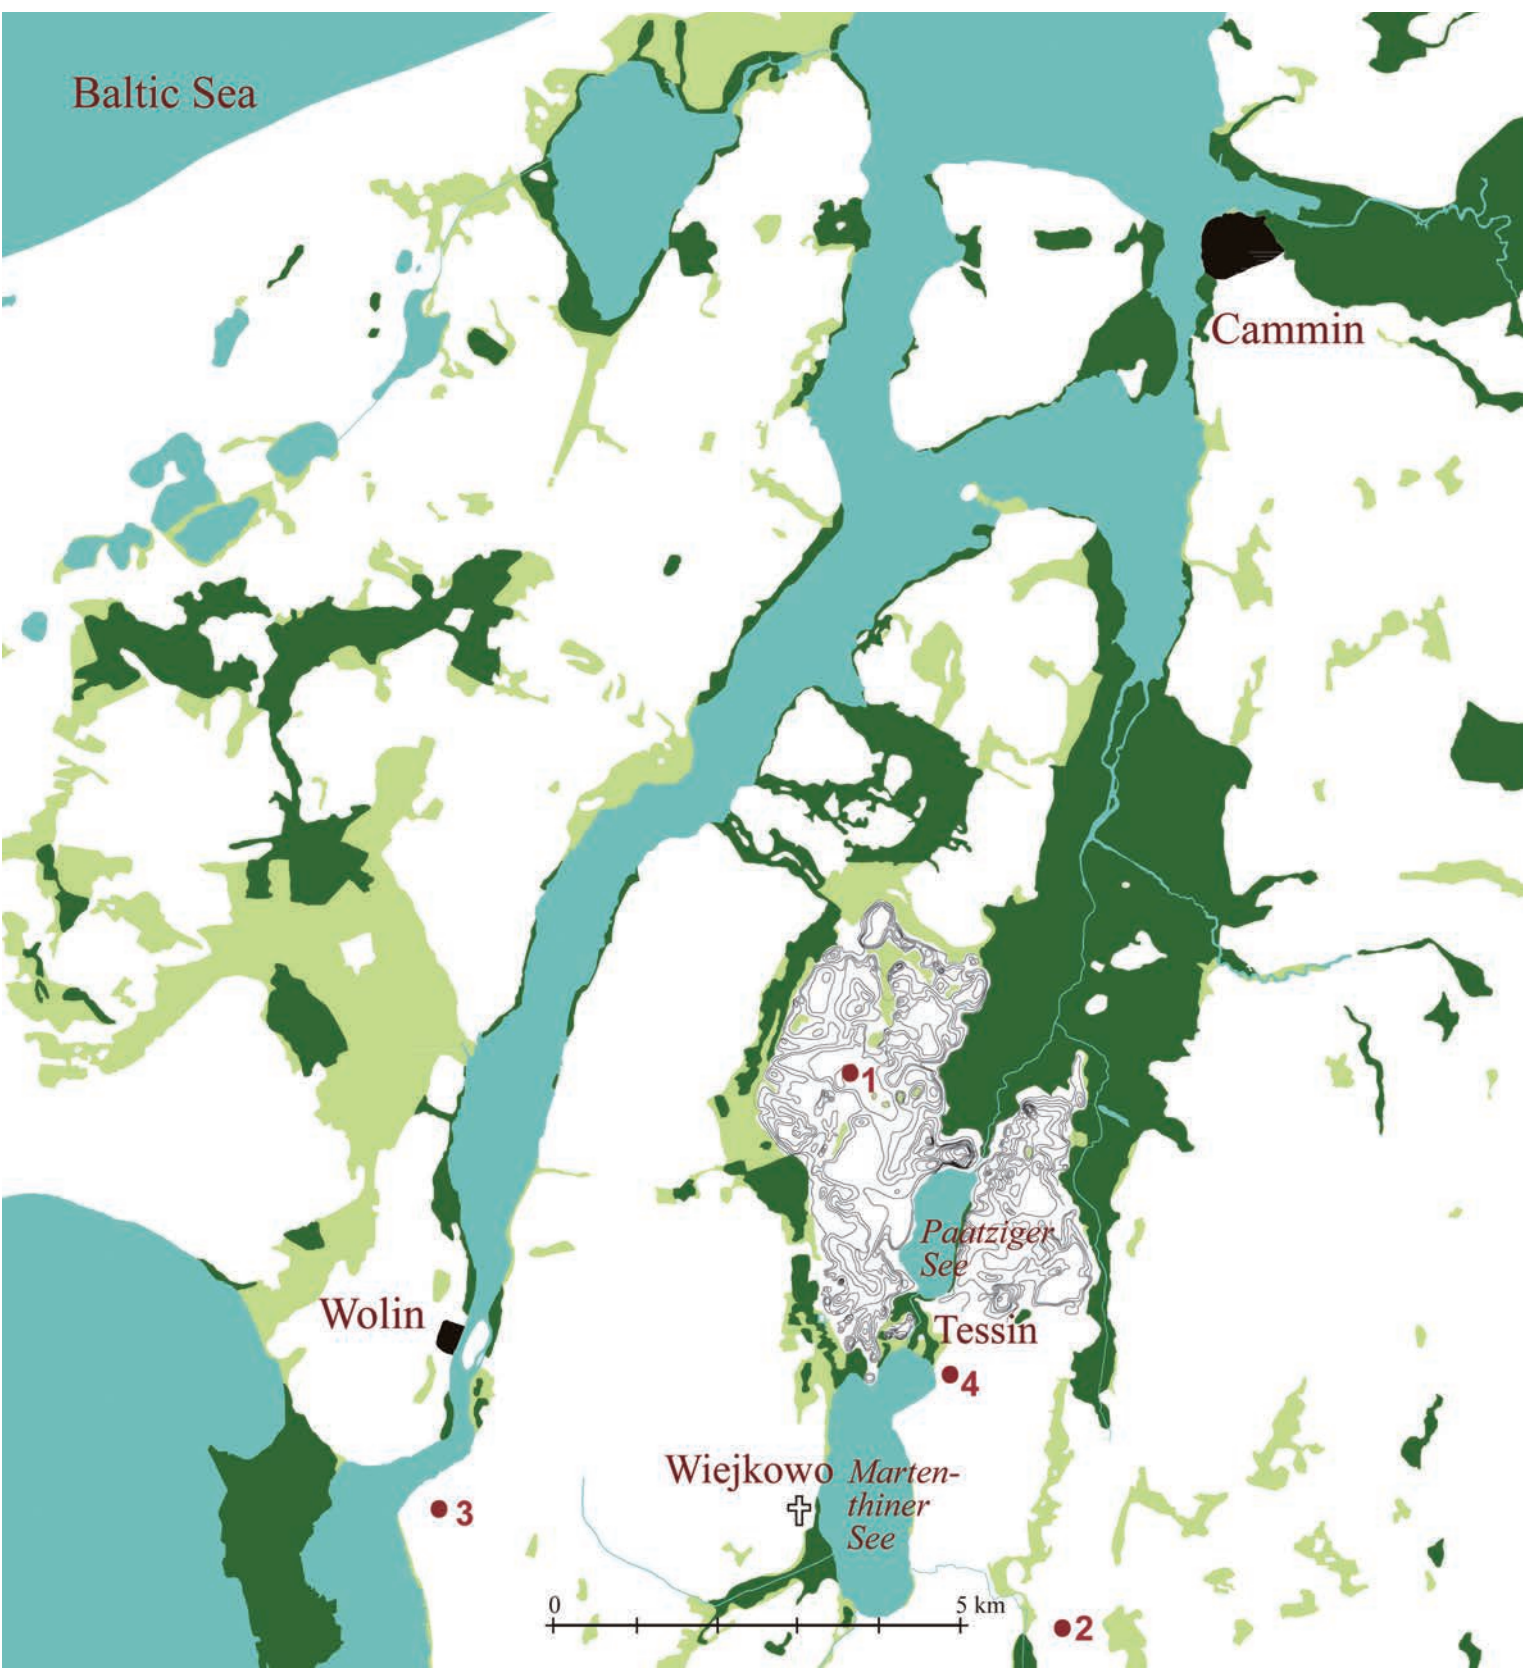 Baltic Sea
Cammin
1
Paatziger
See
Wolin
Tessin
4
Wiejkowo
Marten-
thiner
See
3
0
5 km
2